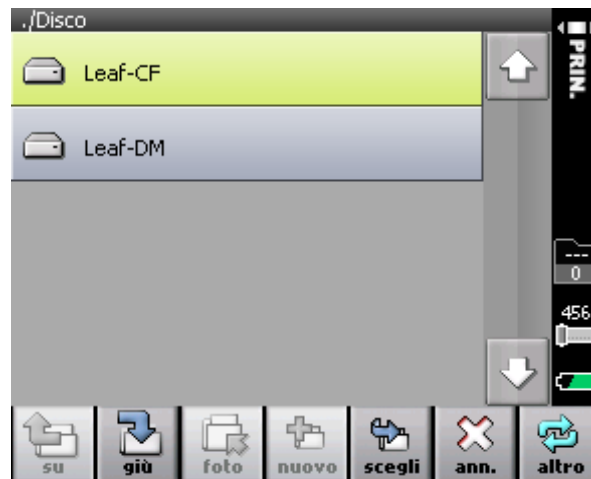 ./Disco
Leaf-CF
Leaf-DM
PRIN.
---
0
456
su giù foto nuovo scegli ann. altro